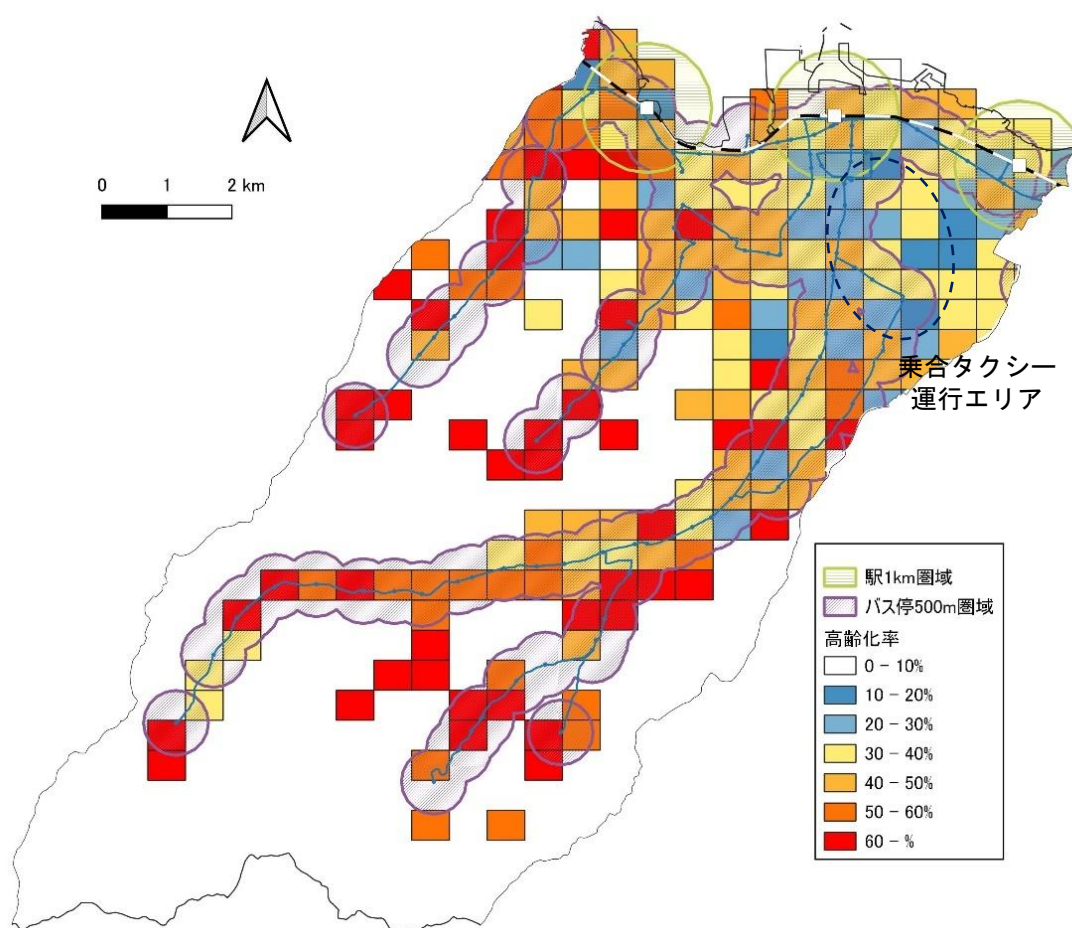 0 1 2 km
乗合タクシー
運行エリア
駅1km圏域
バス停500m圏域
高齢化率
0 - 10%
10 - 20%
20 - 30%
30 - 40%
40 - 50%
50 - 60%
60 - %